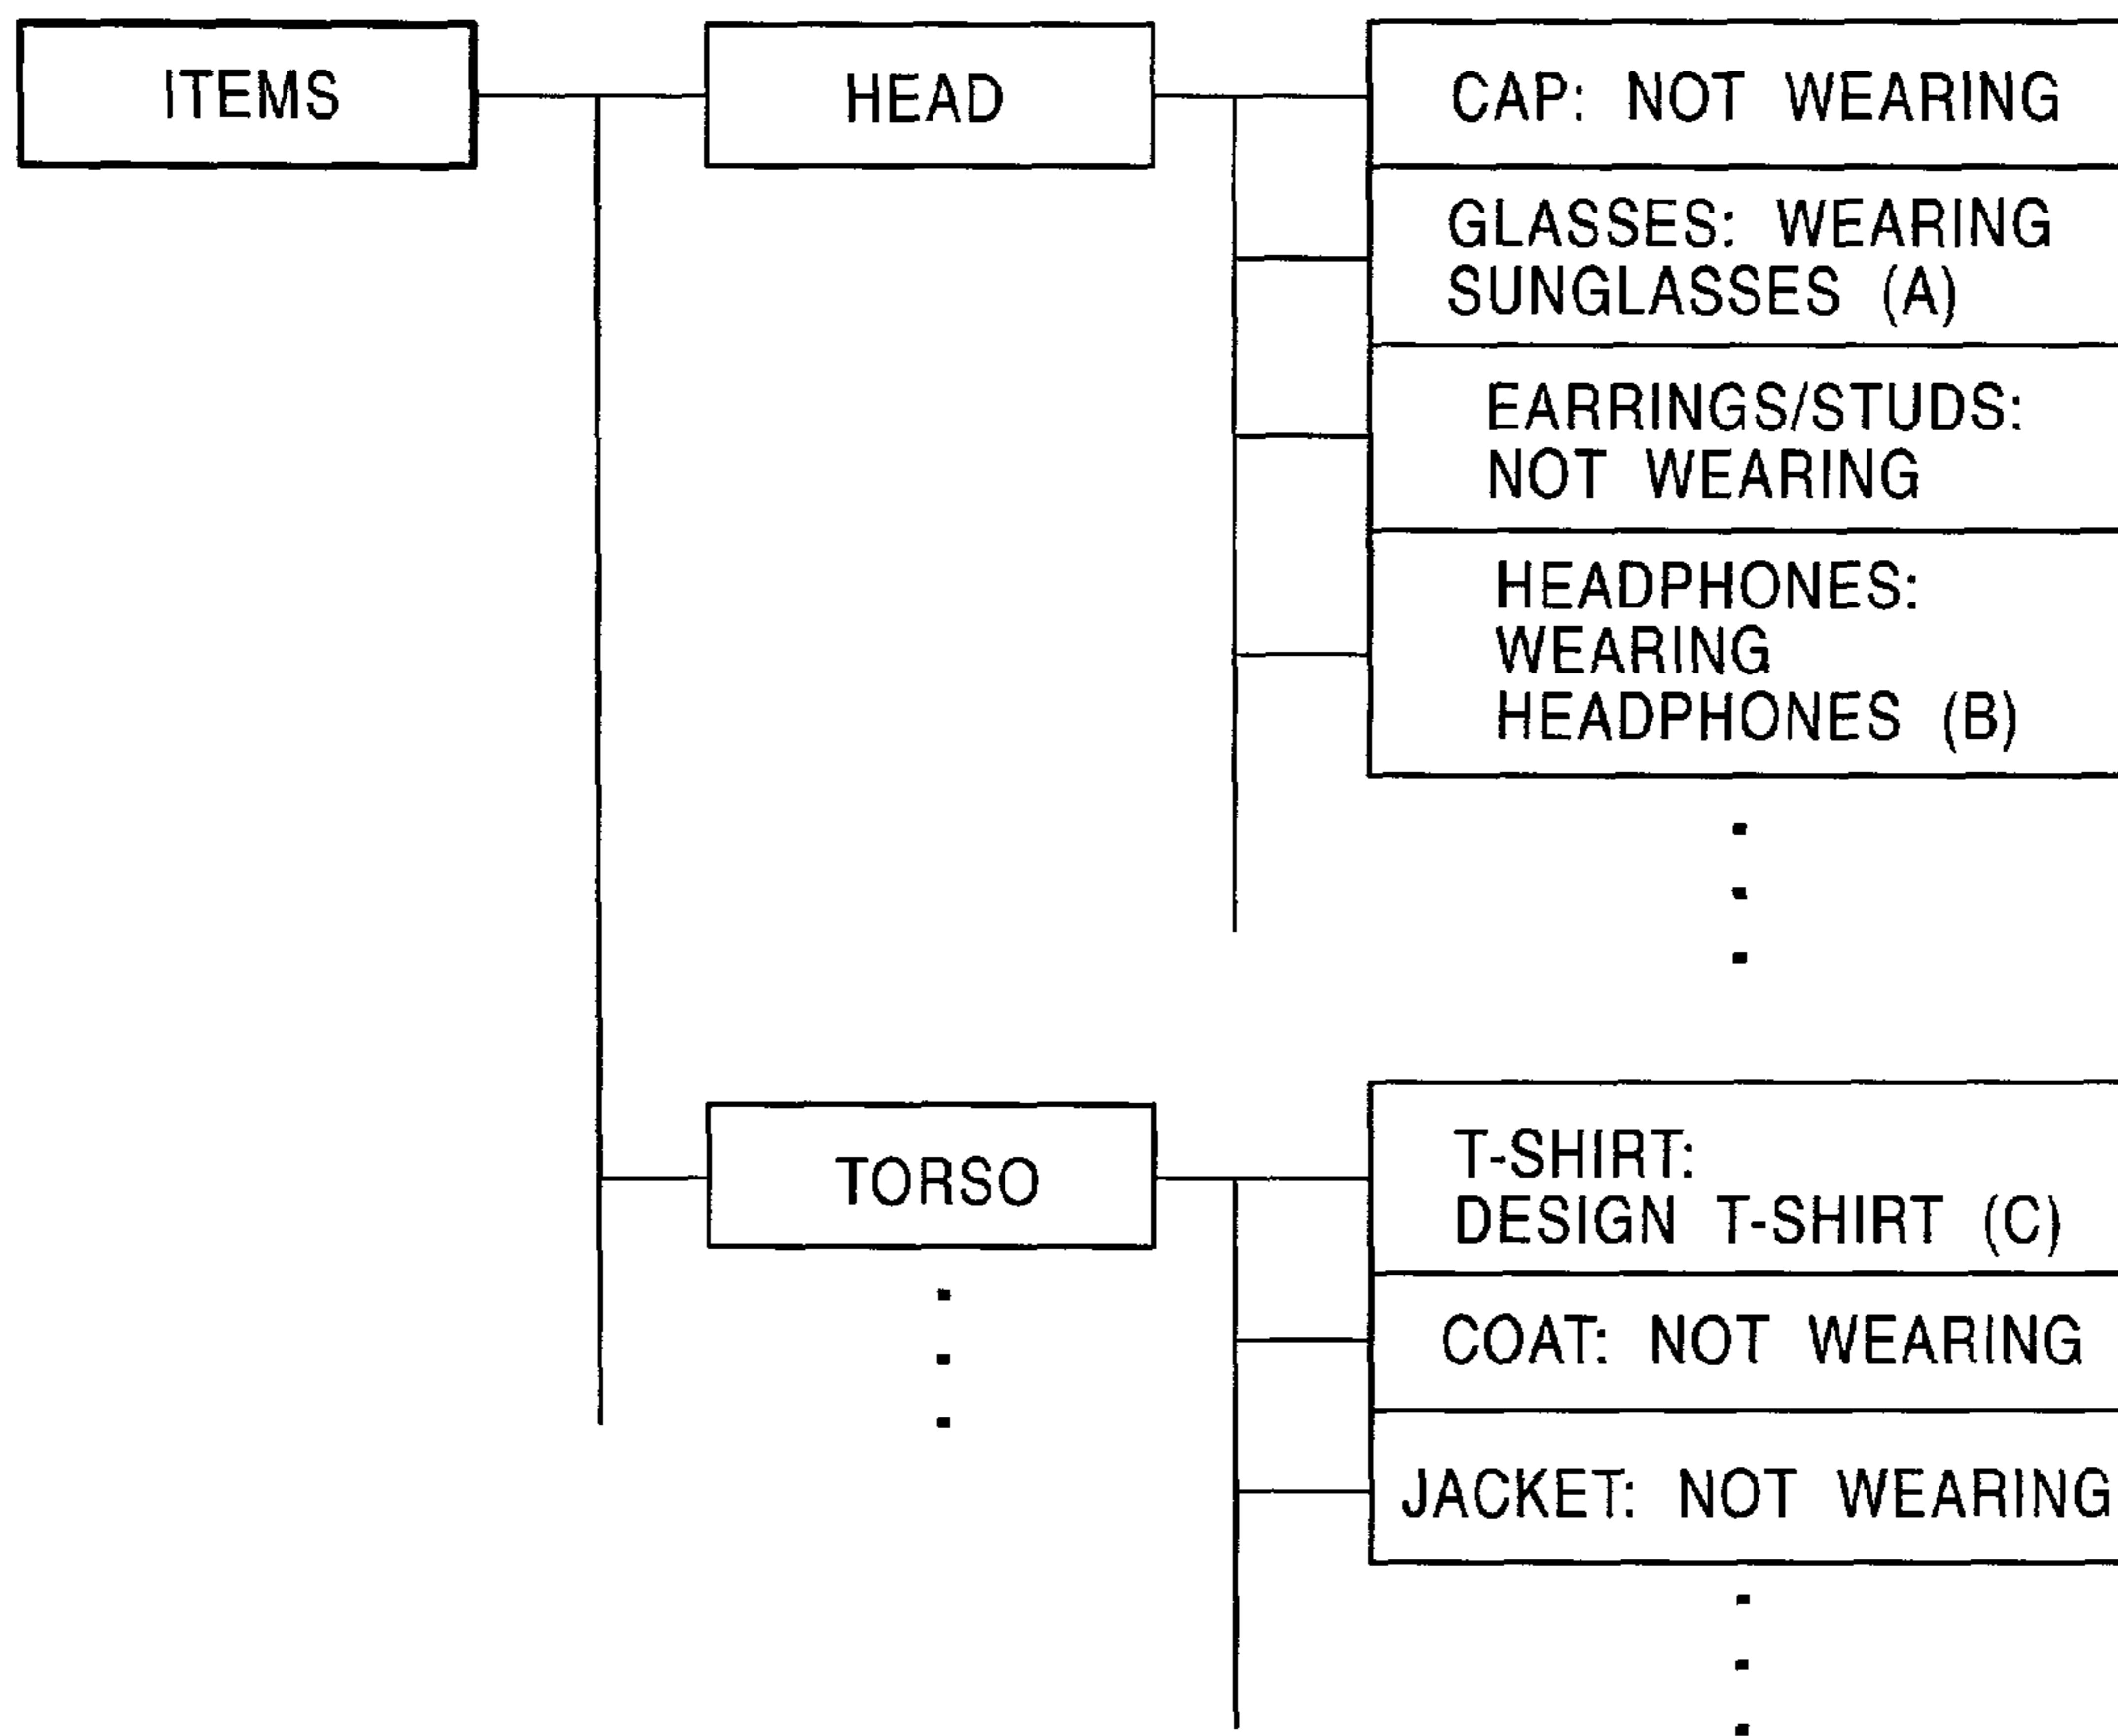 ITEMS
HEAD
CAP: NOT WEARING
GLASSES: WEARING
SUNGLASSES (A)
EARRINGS/STUDS:
NOT WEARING
HEADPHONES:
WEARING
HEADPHONES (B)
TORSO
T-SHIRT:
DESIGN T-SHIRT (C)
COAT: NOT WEARING
JACKET: NOT WEARING